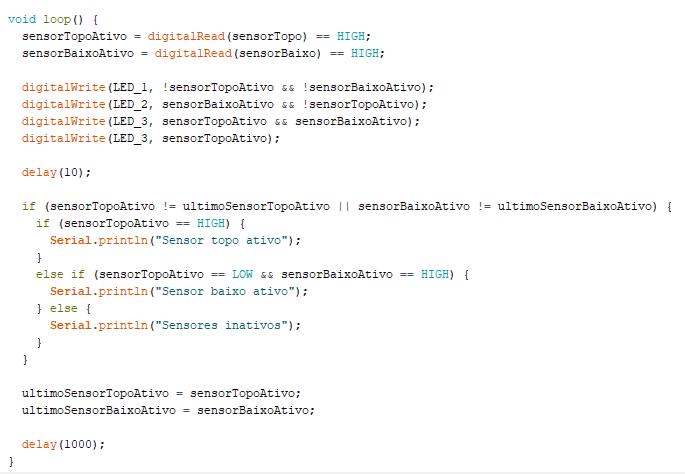 void loop() {
  sensorTopoAtivo = digitalRead(sensorTopo) == HIGH;
  sensorBaixoAtivo = digitalRead(sensorBaixo) == HIGH;

  digitalWrite(LED_1, !sensorTopoAtivo && !sensorBaixoAtivo);
  digitalWrite(LED_2, sensorBaixoAtivo && !sensorTopoAtivo);
  digitalWrite(LED_3, sensorTopoAtivo && sensorBaixoAtivo);
  digitalWrite(LED_3, sensorTopoAtivo);

  delay(10);

  if (sensorTopoAtivo != ultimoSensorTopoAtivo || sensorBaixoAtivo != ultimoSensorBaixoAtivo) {
    if (sensorTopoAtivo == HIGH) {
      Serial.println("Sensor topo ativo");
    }
    else if (sensorTopoAtivo == LOW && sensorBaixoAtivo == HIGH) {
      Serial.println("Sensor baixo ativo");
    } else {
      Serial.println("Sensores inativos");
    }
  }

  ultimoSensorTopoAtivo = sensorTopoAtivo;
  ultimoSensorBaixoAtivo = sensorBaixoAtivo;

  delay(1000);
}